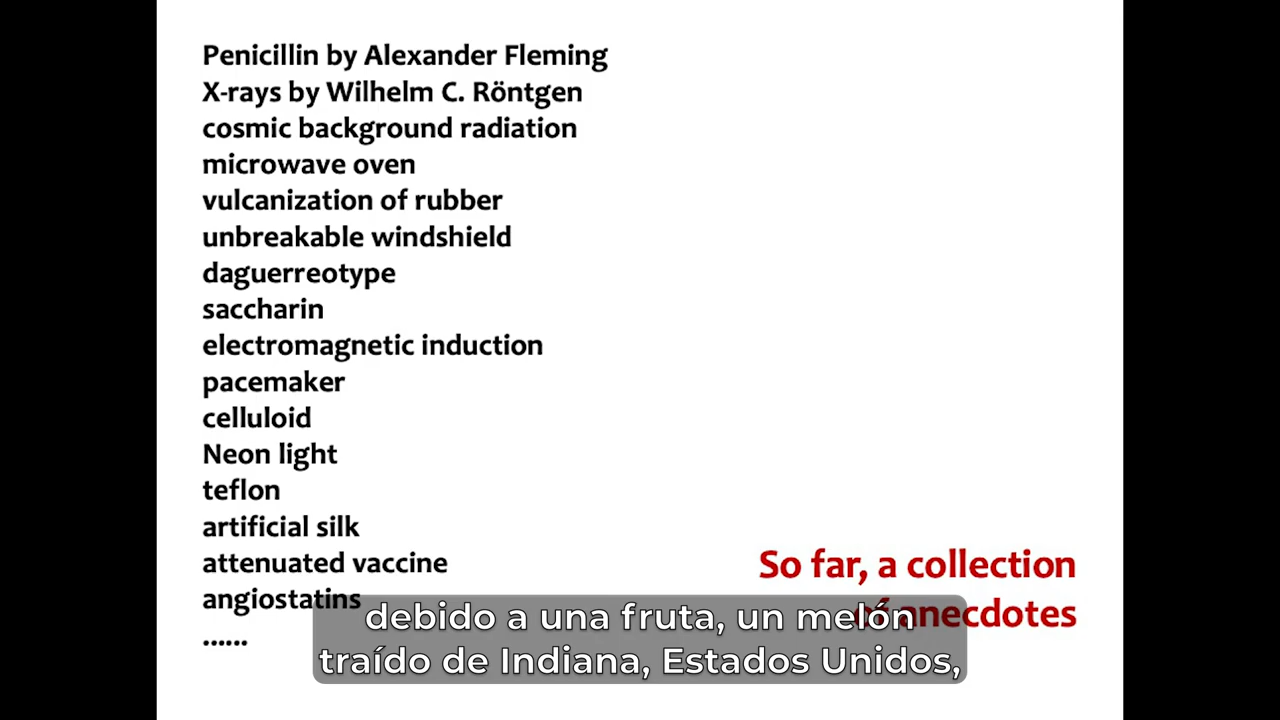 Penicillin by Alexander Fleming
X-rays by Wilhelm C. Röntgen
cosmic background radiation
microwave oven
vulcanization of rubber
unbreakable windshield
daguerreotype
saccharin
electromagnetic induction
pacemaker
celluloid
Neon light
teflon
artificial silk
attenuated vaccine
angiostatins
......
So far, a collection
of anecdotes
debido a una fruta, un melón
traído de Indiana, Estados Unidos,